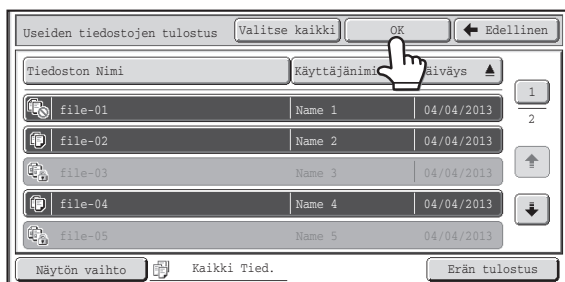 Useiden tiedostojen tulostus Valitse kaikki OK Edellinen
Tiedoston Nimi Käyttäjänimi Päiväys
file-01 Name 1 04/04/2013
file-02 Name 2 04/04/2013
file-03 Name 3 04/04/2013
file-04 Name 4 04/04/2013
file-05 Name 5 04/04/2013
1
2
Näytön vaihto Kaikki Tied. Erän tulostus